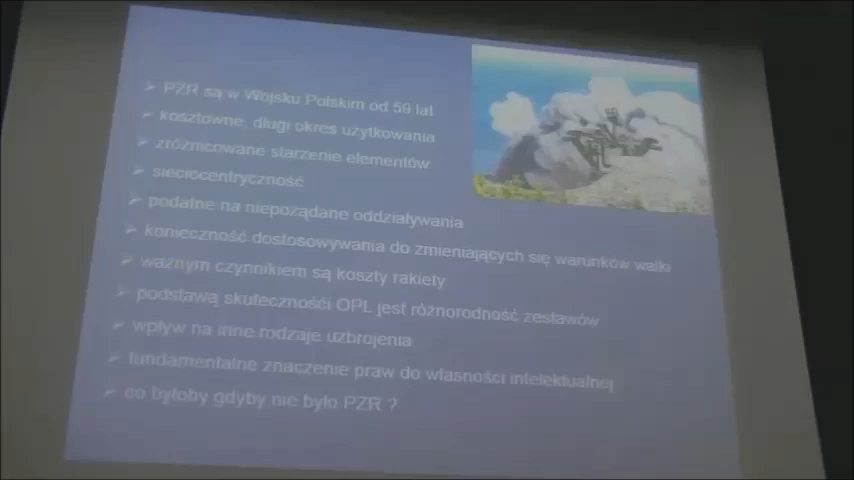 PZR są w Wojsku Polskim od 59 lat
kosztowne, długi okres użytkowania
zróżnicowane starzenie elementów
sieciocentryczność
podatne na niepożądane oddziaływania
konieczność dostosowywania do zmieniających się warunków walki
ważnym czynnikiem są koszty rakiety
podstawą skuteczności OPL jest różnorodność zestawów
wpływ na inne rodzaje uzbrojenia
fundamentalne znaczenie praw do własności intelektualnej
co byłoby gdyby nie było PZR ?